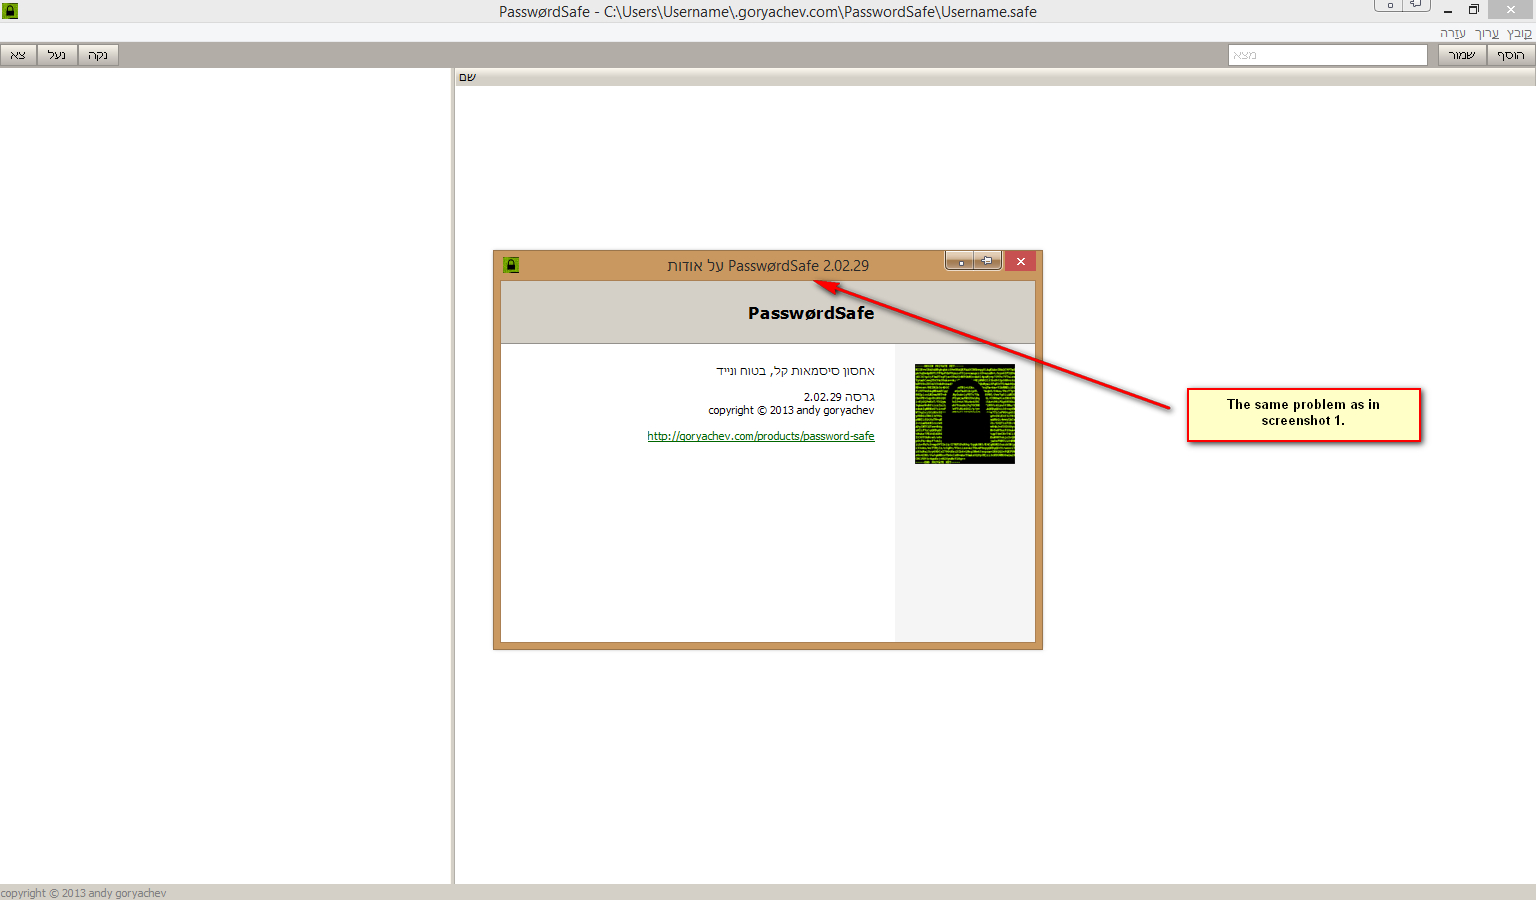 PasswørdSafe - C:\Users\Username\.goryachev.com\PasswordSafe\Username.safe
קובץ ערוך עזרה
הוסף שמור מצא נקה נעל צא
שם
על אודות PasswørdSafe 2.02.29
PasswørdSafe
אחסון סיסמאות קל, בטוח ונייד
גרסה 2.02.29
copyright © 2013 andy goryachev
http://goryachev.com/products/password-safe
The same problem as in
screenshot 1.
copyright © 2013 andy goryachev